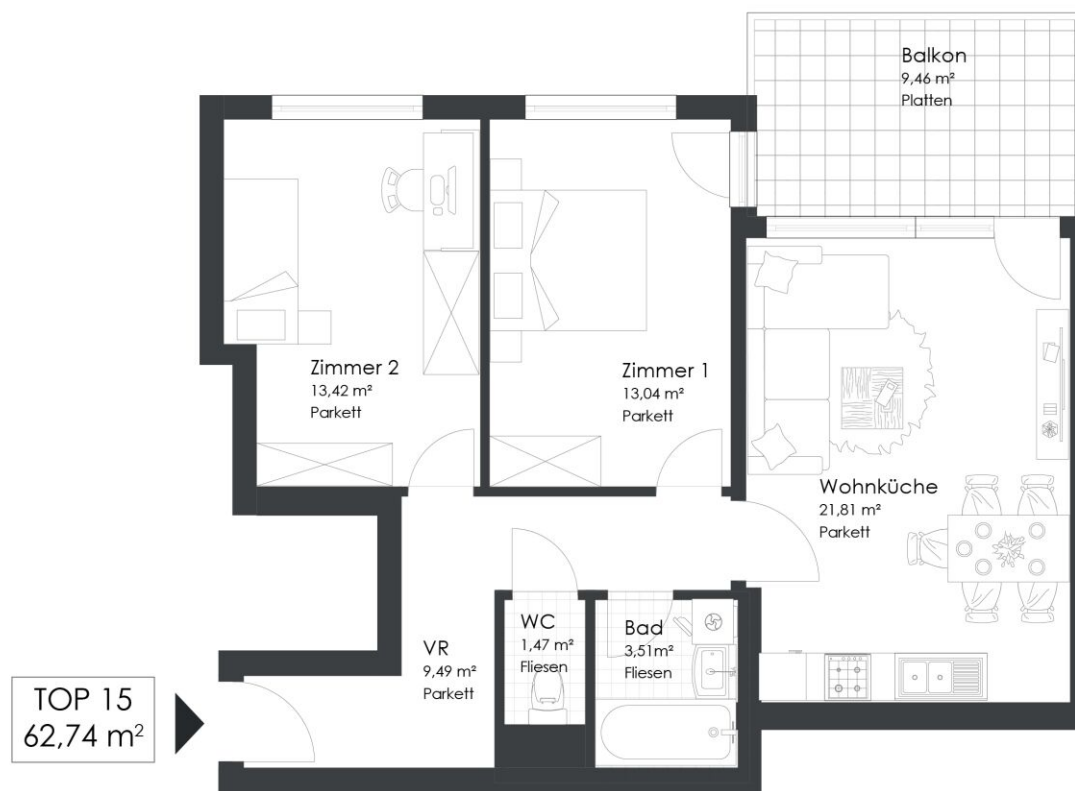 Balkon
9,46 m²
Platten
Zimmer 2
13,42 m²
Parkett
Zimmer 1
13,04 m²
Parkett
Wohnküche
21,81 m²
Parkett
WC
1,47 m²
Fliesen
Bad
3,51m²
Fliesen
VR
9,49 m²
Parkett
TOP 15
62,74 m²